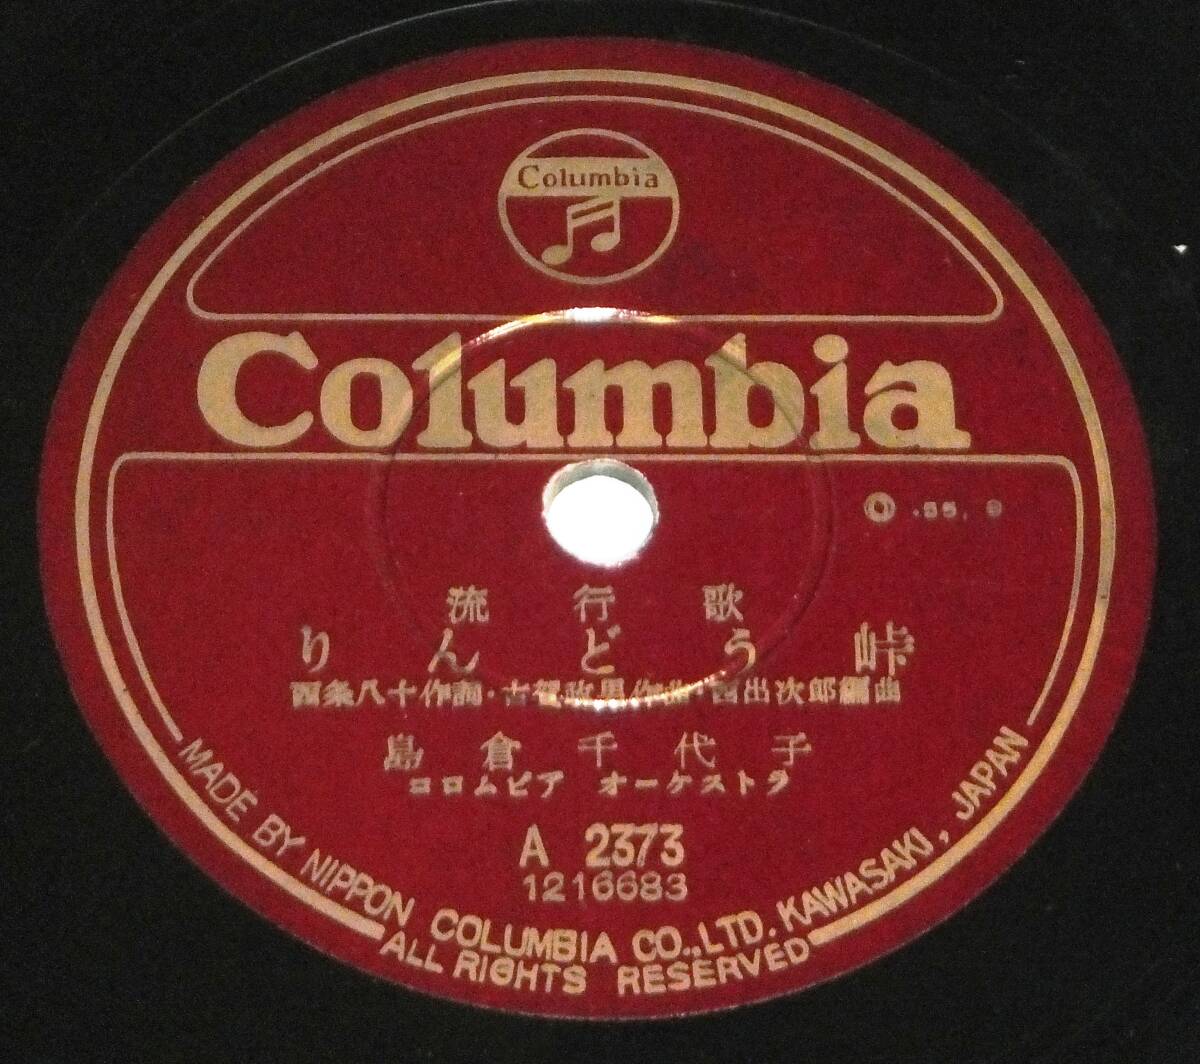 Columbia
Columbia
.55. 9
流行歌
りんどう峠
西条八十作詞・古賀政男作曲・西出次郎編曲
島倉千代子
コロムビア オーケストラ
A 2373
1216683
MADE BY NIPPON COLUMBIA CO., LTD. KAWASAKI, JAPAN
ALL RIGHTS RESERVED